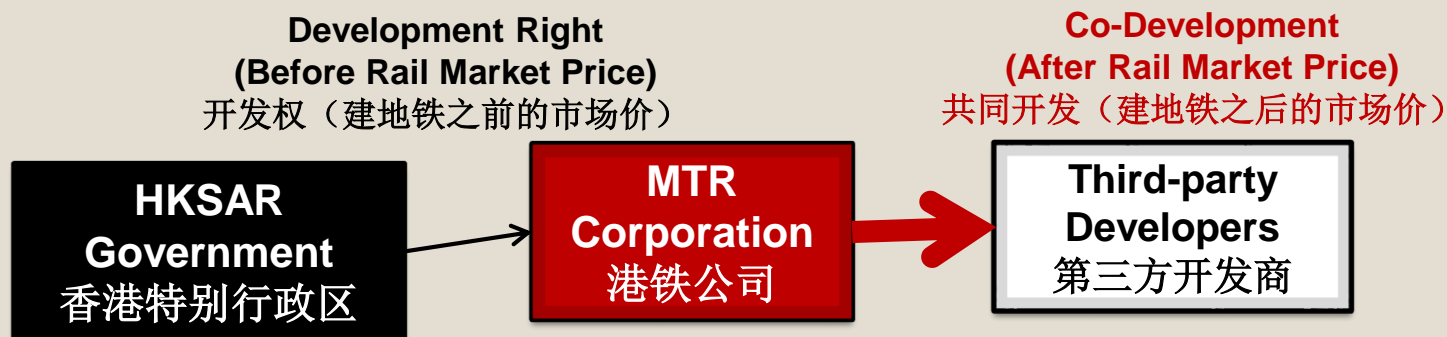 Development Right
(Before Rail Market Price)
开发权（建地铁之前的市场价）
Co-Development
(After Rail Market Price)
共同开发（建地铁之后的市场价）
HKSAR
Government
香港特别行政区
MTR
Corporation
港铁公司
Third-party
Developers
第三方开发商